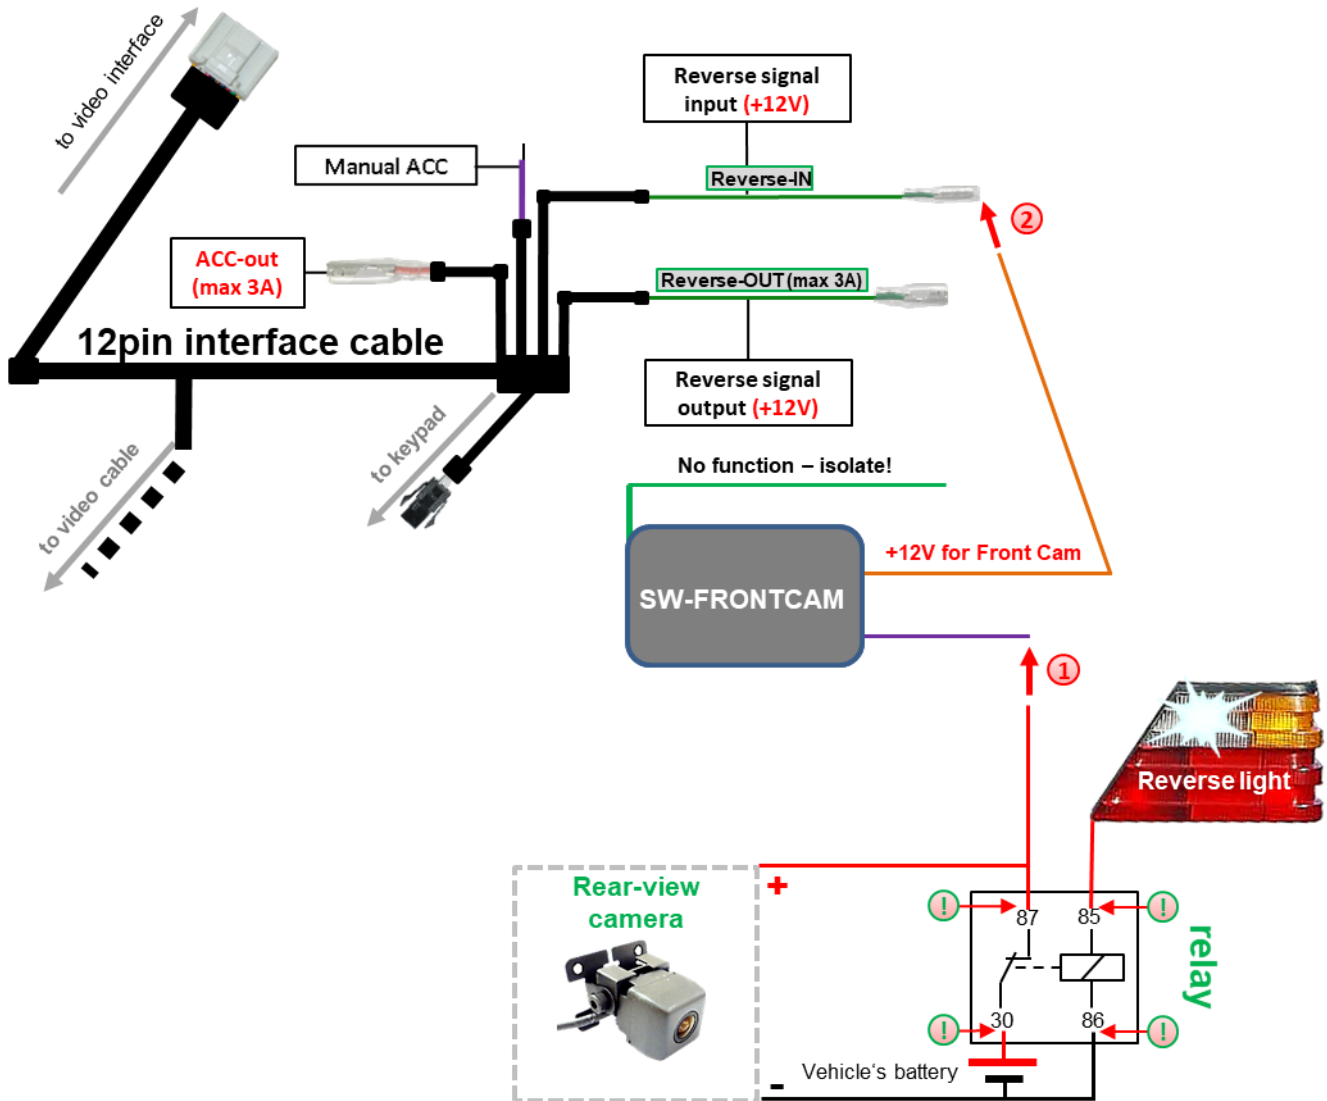 to video interface
Reverse signal
input (+12V)
Manual ACC
Reverse-IN
2
ACC-out
(max 3A)
Reverse-OUT(max 3A)
12pin interface cable
Reverse signal
output (+12V)
to keypad
to video cable
No function – isolate!
+12V for Front Cam
SW-FRONTCAM
1
Reverse light
+
Rear-view
camera
!
87
85
!
relay
!
30
86
!
Vehicle‘s battery
-